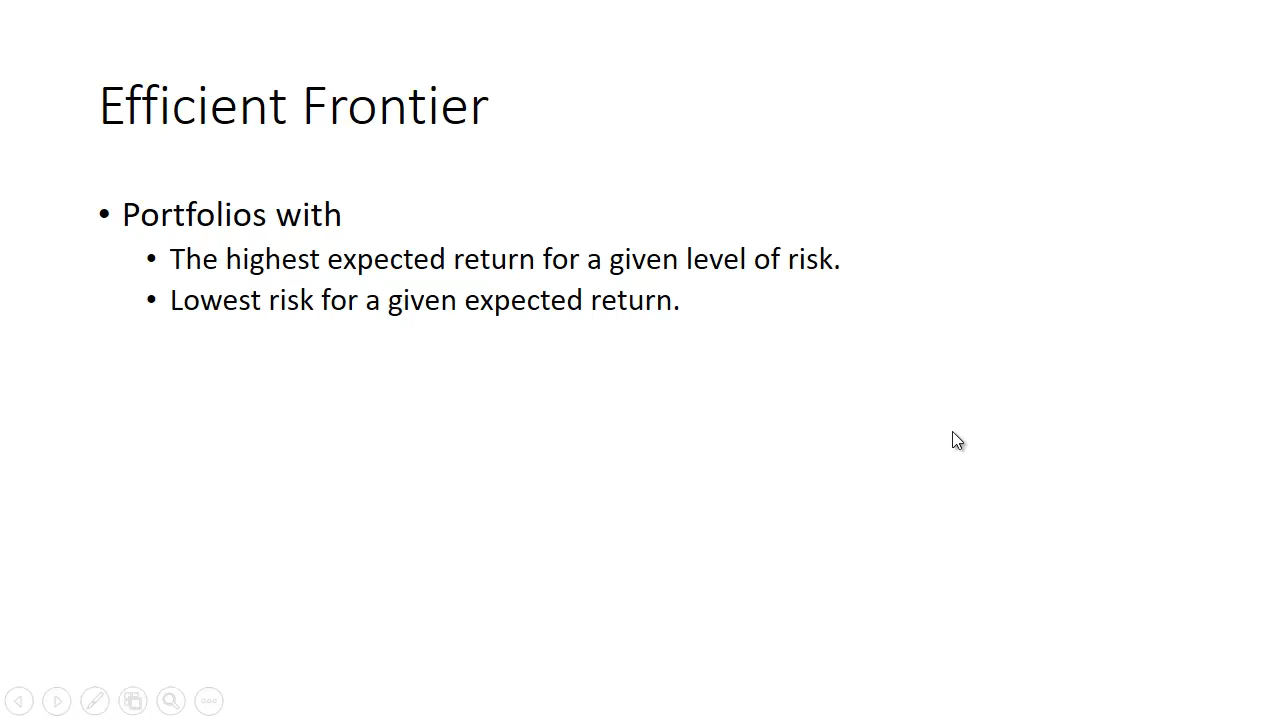 Efficient Frontier
• Portfolios with
• The highest expected return for a given level of risk.
• Lowest risk for a given expected return.